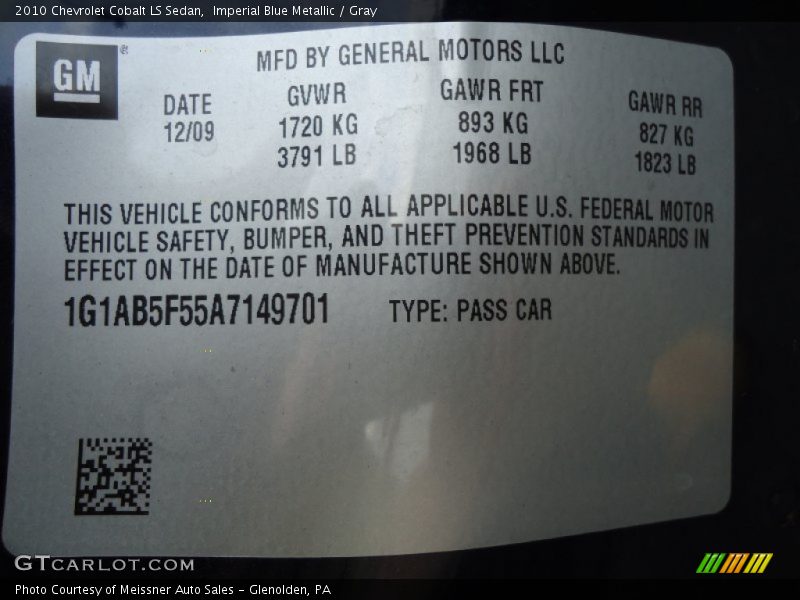 2010 Chevrolet Cobalt LS Sedan, Imperial Blue Metallic / Gray
GM®
MFD BY GENERAL MOTORS LLC
DATE GVWR GAWR FRT GAWR RR
12/09 1720 KG 893 KG 827 KG
3791 LB 1968 LB 1823 LB
THIS VEHICLE CONFORMS TO ALL APPLICABLE U.S. FEDERAL MOTOR
VEHICLE SAFETY, BUMPER, AND THEFT PREVENTION STANDARDS IN
EFFECT ON THE DATE OF MANUFACTURE SHOWN ABOVE.
1G1AB5F55A7149701 TYPE: PASS CAR
GTCARLOT.COM
Photo Courtesy of Meissner Auto Sales - Glenolden, PA